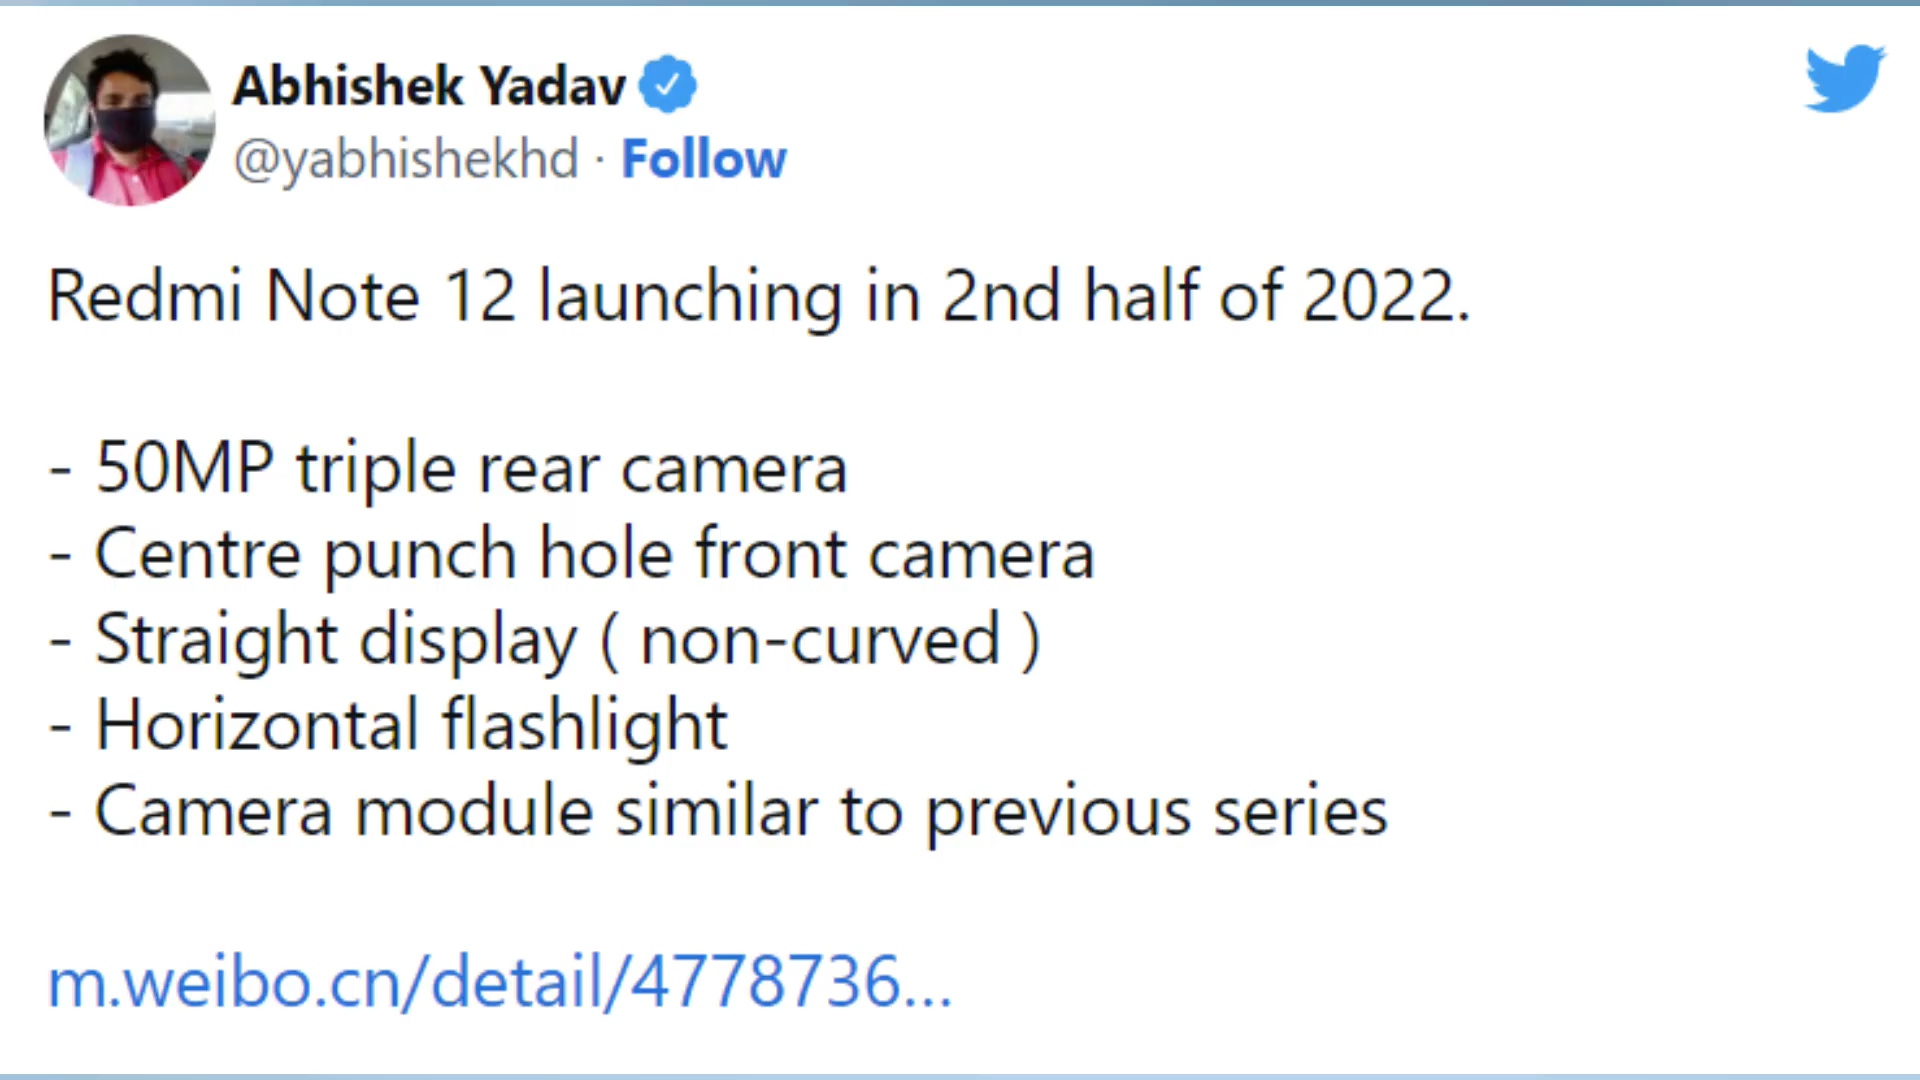 Abhishek Yadav
@yabhishekhd · Follow
Redmi Note 12 launching in 2nd half of 2022.
- 50MP triple rear camera
- Centre punch hole front camera
- Straight display ( non-curved )
- Horizontal flashlight
- Camera module similar to previous series
m.weibo.cn/detail/4778736...